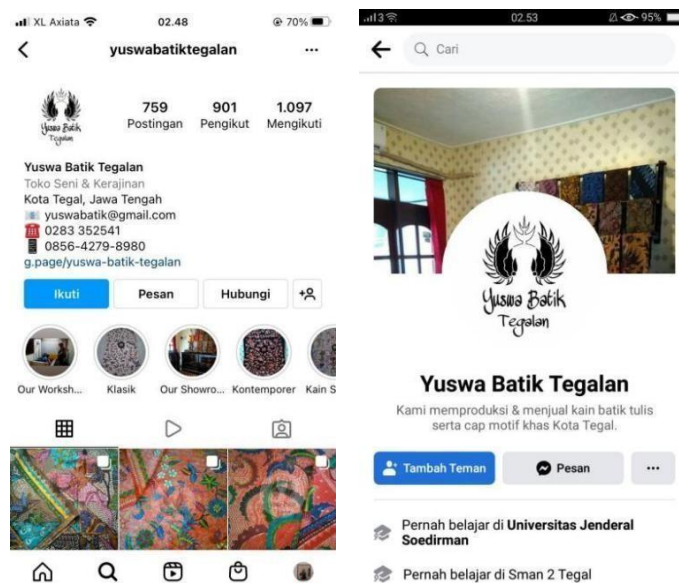 XL Axiata 02.48 @ 70%
yuswabatiktegalan
Yuswa Batik
Tegalan
759 901 1.097
Postingan Pengikut Mengikuti
Yuswa Batik Tegalan
Toko Seni & Kerajinan
Kota Tegal, Jawa Tengah
yuswabatik@gmail.com
0283 352541
0856-4279-8980
g.page/yuswa-batik-tegalan
Ikuti Pesan Hubungi
Our Worksh... Klasik Our Showro... Kontemporer Kain S
3 02.53 95%
Cari
Yuswa Batik
Tegalan
Yuswa Batik Tegalan
Kami memproduksi & menjual kain batik tulis
serta cap motif khas Kota Tegal.
Tambah Teman Pesan
Pernah belajar di Universitas Jenderal
Soedirman
Pernah belajar di Sman 2 Tegal